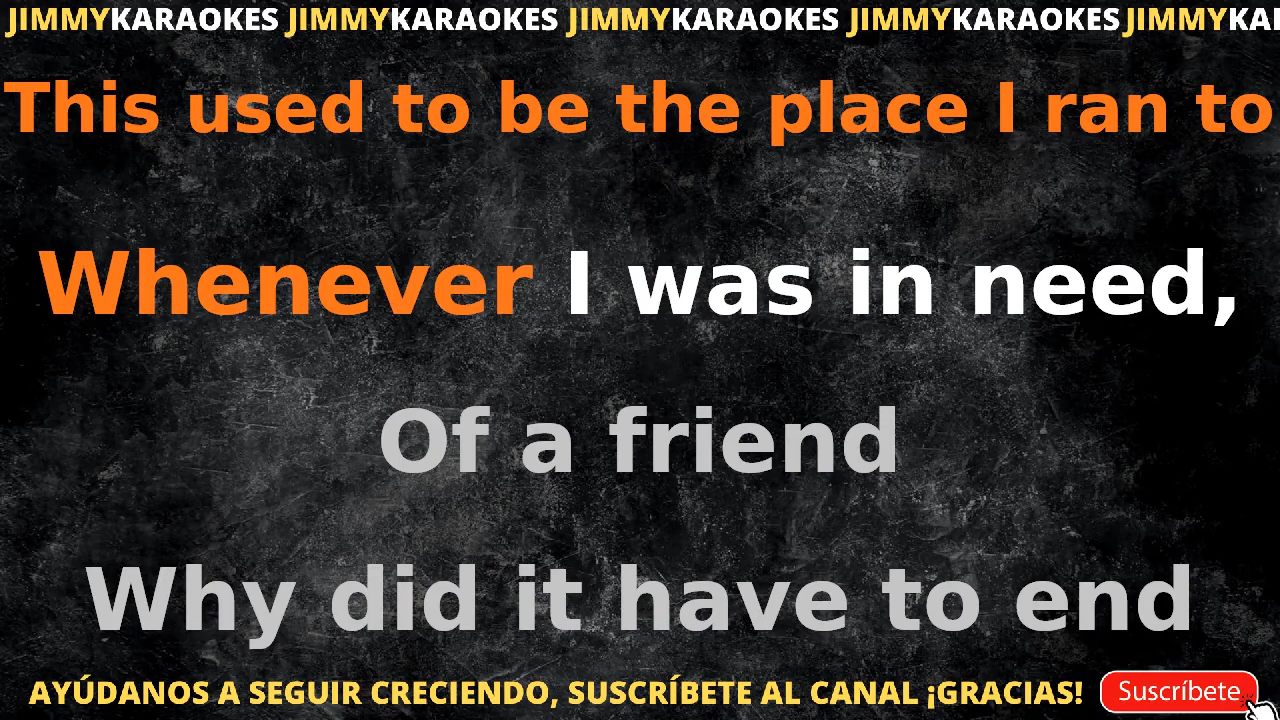 JIMMYKARAOKES JIMMYKARAOKES JIMMYKARAOKES JIMMYKARAOKES JIMMYKAI
This used to be the place I ran to
Whenever I was in need,
Of a friend
Why did it have to end
AYÚDANOS A SEGUIR CRECIENDO, SUSCRÍBETE AL CANAL ¡GRACIAS! Suscríbete